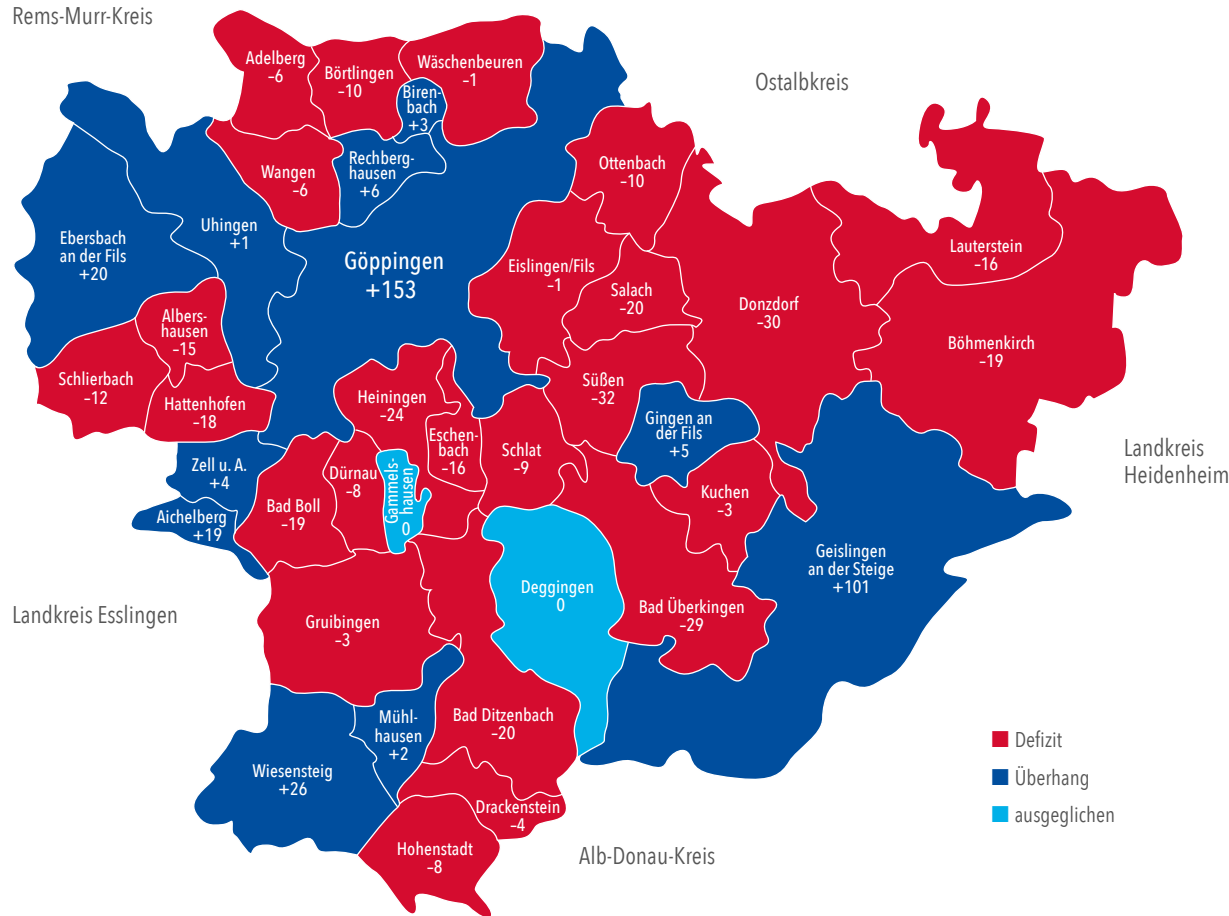 Rems-Murr-Kreis
Adelberg
–6
Börtlingen
–10
Wäschenbeuren
–1
Ostalbkreis
Biren-
bach
+3
Rechberg-
hausen
+6
Wangen
–6
Ottenbach
–10
Uhingen
+1
Ebersbach
an der Fils
+20
Göppingen
+153
Eislingen/Fils
–1
Salach
–20
Donzdorf
–30
Lauterstein
–16
Böhmenkirch
–19
Albers-
hausen
–15
Schlierbach
–12
Hattenhofen
–18
Heiningen
–24
Süßen
–32
Gingen an
der Fils
+5
Eschen-
bach
–16
Schlat
–9
Landkreis
Heidenheim
Zell u. A.
+4
Dürnau
–8
Gammels-
hausen
0
Bad Boll
–19
Kuchen
–3
Aichelberg
+19
Geislingen
an der Steige
+101
Deggingen
0
Bad Überkingen
–29
Landkreis Esslingen
Gruibingen
–3
Mühl-
hausen
+2
Bad Ditzenbach
–20
Wiesensteig
+26
Drackenstein
–4
Hohenstadt
–8
Alb-Donau-Kreis
Defizit
Überhang
ausgeglichen